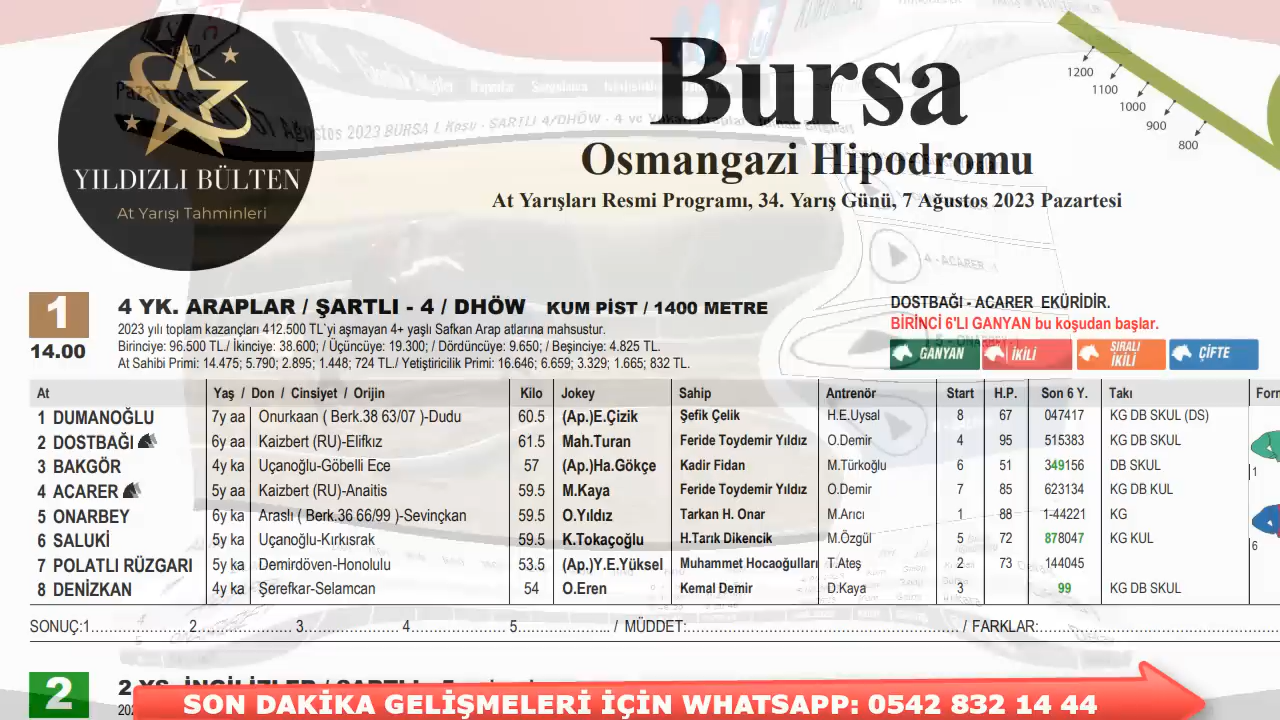 YILDIZLI BÜLTEN
At Yarışı Tahminleri
Bursa
Osmangazi Hipodromu
At Yarışları Resmi Programı, 34. Yarış Günü, 7 Ağustos 2023 Pazartesi
1200
1100
1000
900
800
1
14.00
4 YK. ARAPLAR / ŞARTLI - 4 / DHÖW KUM PİST / 1400 METRE
2023 yılı toplam kazançları 412.500 TL`yi aşmayan 4+ yaşlı Safkan Arap atlarına mahsustur.
Birinciye: 96.500 TL./ İkinciye: 38.600; / Üçüncüye: 19.300; / Dördüncüye: 9.650; / Beşinciye: 4.825 TL.
At Sahibi Primi: 14.475; 5.790; 2.895; 1.448; 724 TL./ Yetiştiricilik Primi: 16.646; 6.659; 3.329; 1.665; 832 TL.
DOSTBAĞI - ACARER EKÜRİDİR.
BİRİNCİ 6'LI GANYAN bu koşudan başlar.
GANYAN İKİLİ SIRALI İKİLİ ÇİFTE
At Yaş / Don / Cinsiyet / Orijin Kilo Jokey Sahip Antrenör Start H.P. Son 6 Y. Takı Form
1 DUMANOĞLU 7y aa Onurkaan ( Berk.38 63/07 )-Dudu 60.5 (Ap.)E.Çizik Şefik Çelik H.E.Uysal 8 67 047417 KG DB SKUL (DS)
2 DOSTBAĞI 6y aa Kaizbert (RU)-Elifkız 61.5 Mah.Turan Feride Toydemir Yıldız Ö.Demir 4 95 515383 KG DB SKUL
3 BAKGÖR 4y ka Uçanoğlu-Göbelli Ece 57 (Ap.)Ha.Gökçe Kadir Fidan M.Türkoğlu 6 51 349156 DB SKUL
4 ACARER 5y aa Kaizbert (RU)-Anaitis 59.5 M.Kaya Feride Toydemir Yıldız Ö.Demir 7 85 623134 KG DB KUL
5 ONARBEY 6y ka Araslı ( Berk.36 66/99 )-Sevinçkan 59.5 O.Yıldız Tarkan H. Onar M.Arıcı 1 88 1-44221 KG
6 SALUKİ 5y ka Uçanoğlu-Kırkısrak 59.5 K.Tokaçoğlu H.Tarık Dikencik M.Özgül 5 72 878047 KG KUL
7 POLATLI RÜZGARI 5y ka Demirdöven-Honolulu 53.5 (Ap.)Y.E.Yüksel Muhammet Hocaoğulları T.Ateş 2 73 144045
8 DENİZKAN 4y ka Şerefkar-Selamcan 54 O.Eren Kemal Demir D.Kaya 3 99 KG DB SKUL
1
6
SONUÇ:1........................ 2........................ 3........................ 4........................ 5........................ / MÜDDET:................................................................ / FARKLAR:................................................................
2
SON DAKİKA GELİŞMELERİ İÇİN WHATSAPP: 0542 832 14 44